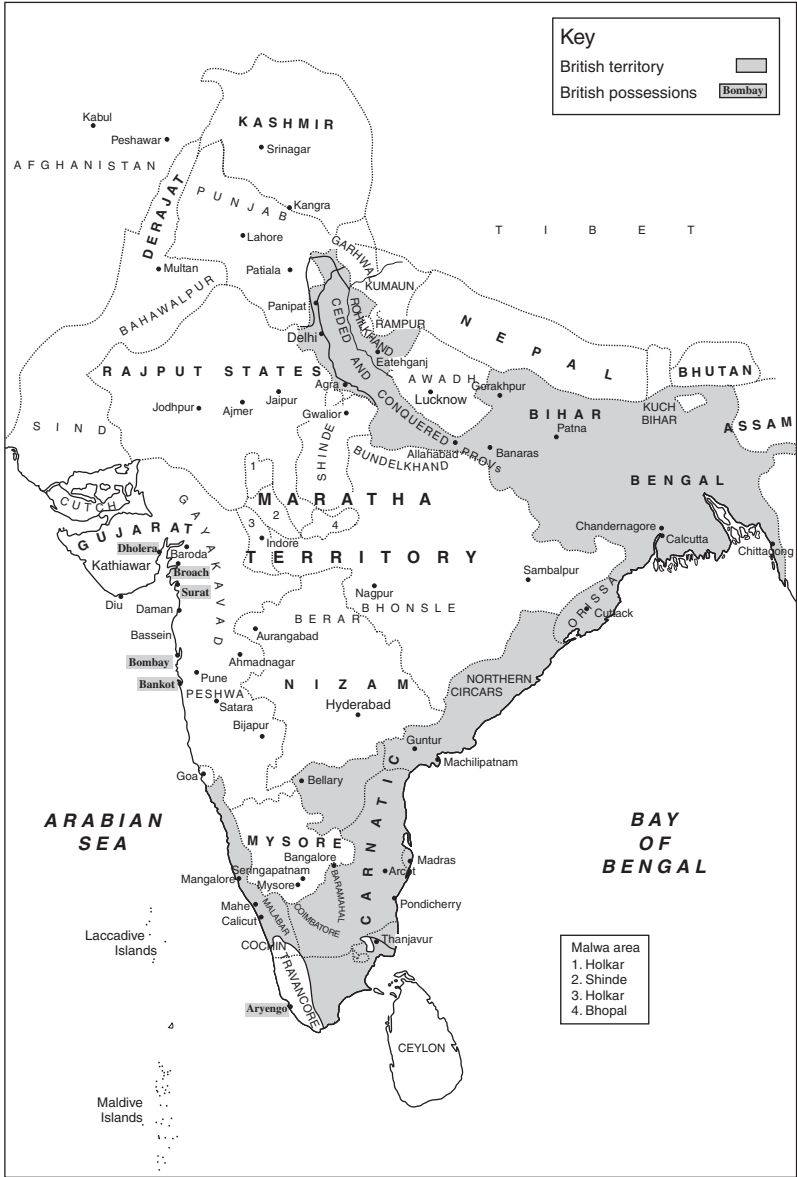 Key
British territory
British possessions Bombay
Kabul
Peshawar
AFGHANISTAN
KASHMIR
Srinagar
DERAJAT
PUNJAB
Kangra
Lahore
Multan
Patiala
BAHAWALPUR
GARHWAL
KUMAUN
TIBET
Panipat
Delhi
ROHILKHAND
RAMPUR
Eatehganj
CEDED AND CONQUERED PROVs
NEPAL
BHUTAN
RAJPUT STATES
Agra
AWADH
Lucknow
Gorakhpur
Jodhpur
Ajmer
Jaipur
Gwalior
BIHAR
Patna
KUCH
BIHAR
ASSAM
SIND
SHINDE
Allahabad
Banaras
BUNDELKHAND
BENGAL
1
2
3
4
MARATHA
TERRITORY
CUTCH
GUJARAT
GAYAKAVAD
Dholera
Baroda
Kathiawar
Broach
Surat
Indore
Chandernagore
Calcutta
Chittagong
Sambalpur
Diu
Daman
Nagpur
BHONSLE
BERAR
ORISSA
Cuttack
Bassein
Aurangabad
Ahmadnagar
Bombay
Bankot
Pune
PESHWA
Satara
NIZAM
Hyderabad
NORTHERN
CIRCARS
Bijapur
Guntur
Machilipatnam
Goa
Bellary
CARNATIC
ARABIAN
SEA
BAY
OF
BENGAL
MYSORE
Bangalore
Seringapatnam
Mysore
Mangalore
BARAMAHAL
Madras
Arcot
Mahe
Calicut
MALABAR
COIMBATORE
Pondicherry
Laccadive
Islands
COCHIN
Thanjavur
TRAVANCORE
Aryengo
CEYLON
Malwa area
1. Holkar
2. Shinde
3. Holkar
4. Bhopal
Maldive
Islands